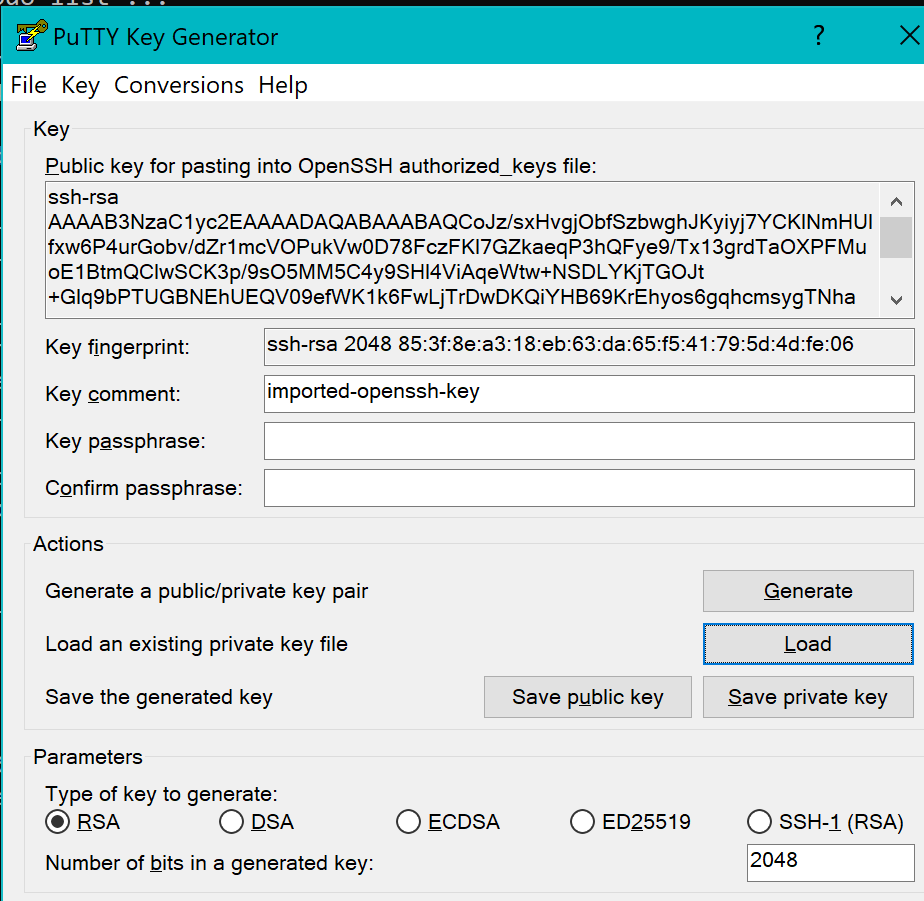 PuTTY Key Generator
? X
File Key Conversions Help
Key
Public key for pasting into OpenSSH authorized_keys file:
ssh-rsa
AAAAB3NzaC1yc2EAAAADAQABAAABAQCoJz/sxHvgjObfSzbwghJKyiyj7YCKlNmHUI
fxw6P4urGobv/dZr1mcVOPukVw0D78FczFKl7GZkaeqP3hQFye9/Tx13grdTaOXPFMu
oE1BtmQClwSCK3p/9sO5MM5C4y9SHl4ViAqeWtw+NSDLYKjTGOJt
+Glq9bPTUGBNEhUEQV09efWK1k6FwLjTrDwDKQiYHB69KrEhyos6gqhcmsygTNha
Key fingerprint: ssh-rsa 2048 85:3f:8e:a3:18:eb:63:da:65:f5:41:79:5d:4d:fe:06
Key comment: imported-openssh-key
Key passphrase:
Confirm passphrase:
Actions
Generate a public/private key pair Generate
Load an existing private key file Load
Save the generated key Save public key Save private key
Parameters
Type of key to generate:
RSA DSA ECDSA ED25519 SSH-1 (RSA)
Number of bits in a generated key: 2048